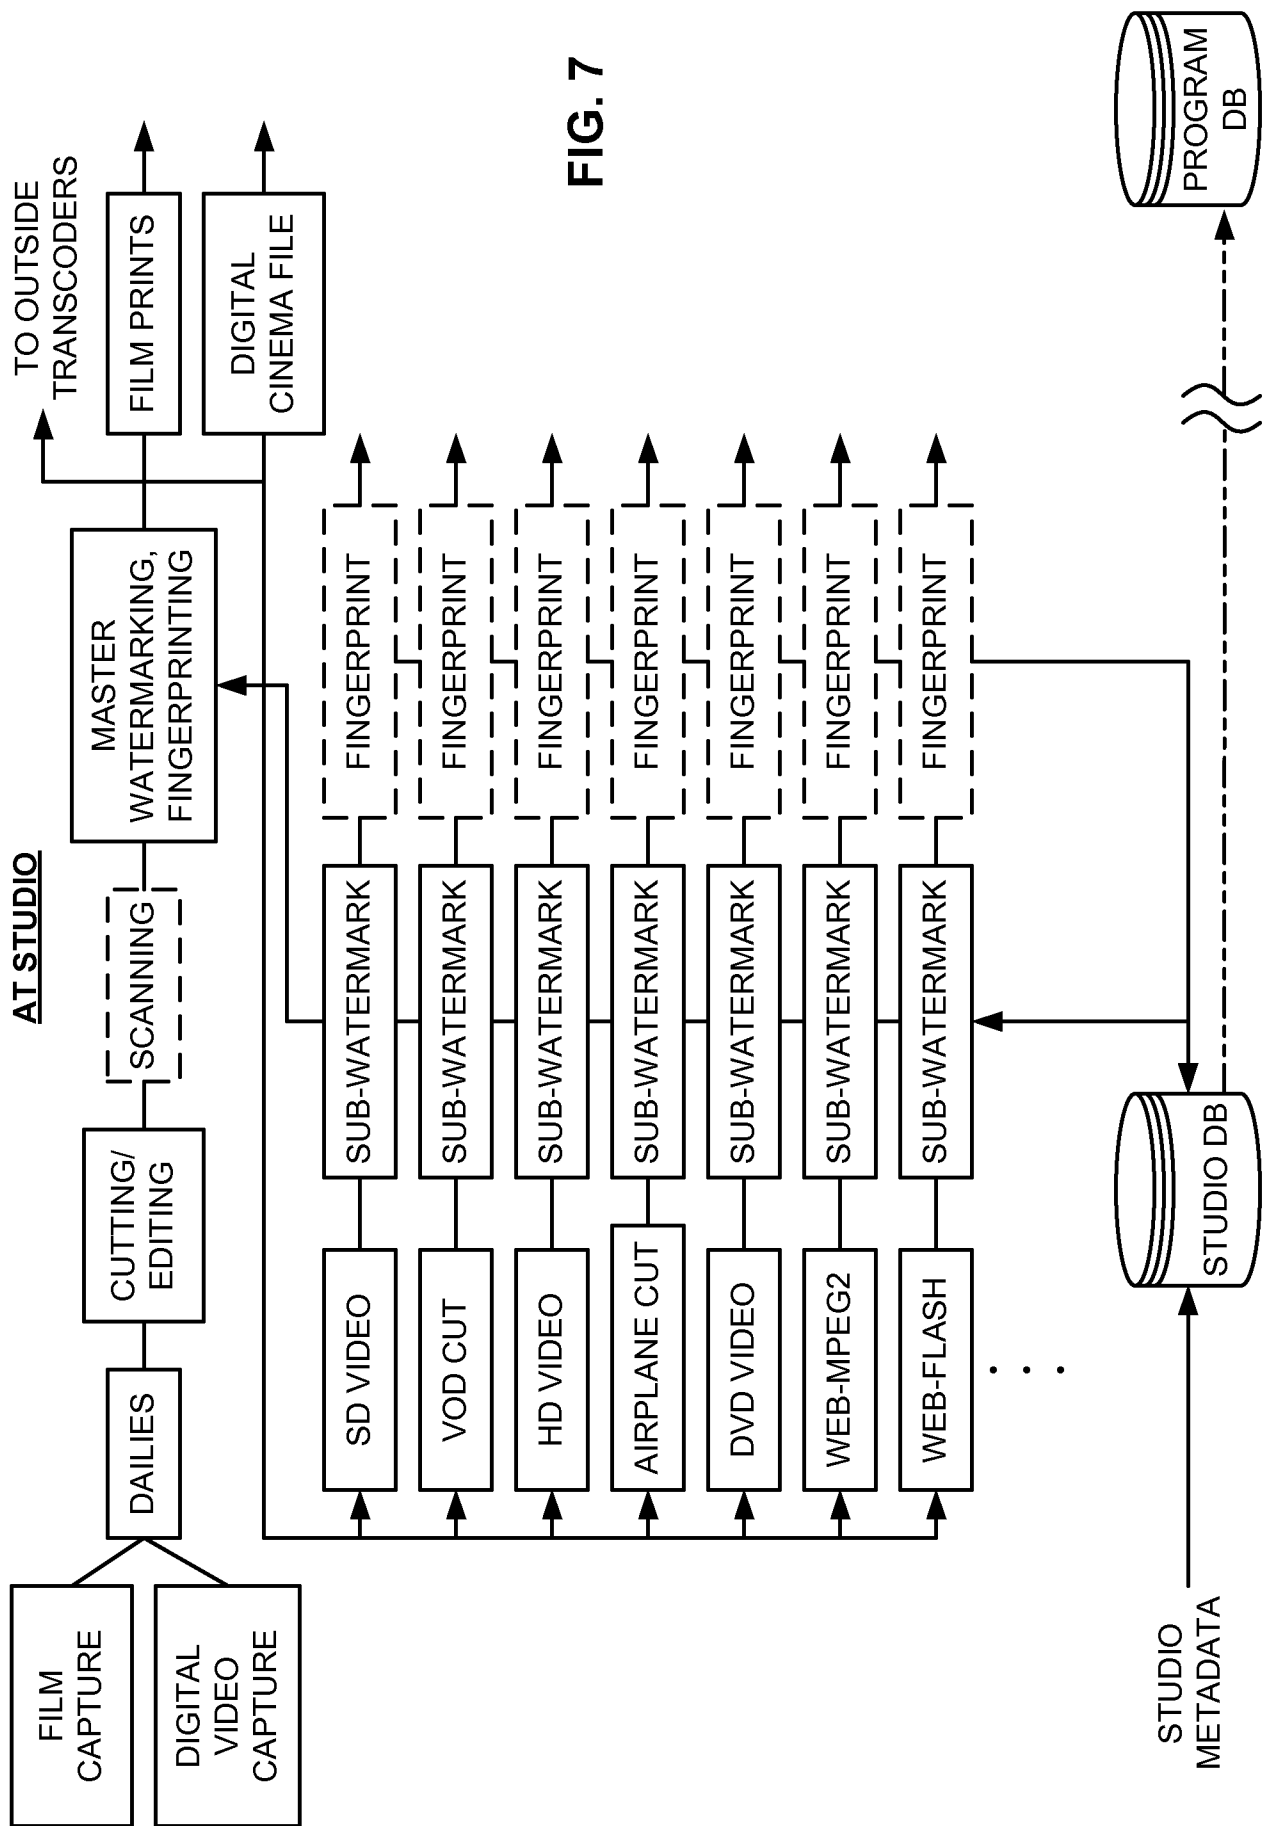 AT STUDIO
FILM
CAPTURE
DIGITAL
VIDEO
CAPTURE
DAILIES
CUTTING/
EDITING
SCANNING
MASTER
WATERMARKING,
FINGERPRINTING
TO OUTSIDE
TRANSCODERS
FILM PRINTS
DIGITAL
CINEMA FILE
SD VIDEO
SUB-WATERMARK
FINGERPRINT
VOD CUT
SUB-WATERMARK
FINGERPRINT
HD VIDEO
SUB-WATERMARK
FINGERPRINT
AIRPLANE CUT
SUB-WATERMARK
FINGERPRINT
DVD VIDEO
SUB-WATERMARK
FINGERPRINT
WEB-MPEG2
SUB-WATERMARK
FINGERPRINT
WEB-FLASH
SUB-WATERMARK
FINGERPRINT
. . .
STUDIO
METADATA
STUDIO DB
PROGRAM
DB
FIG. 7